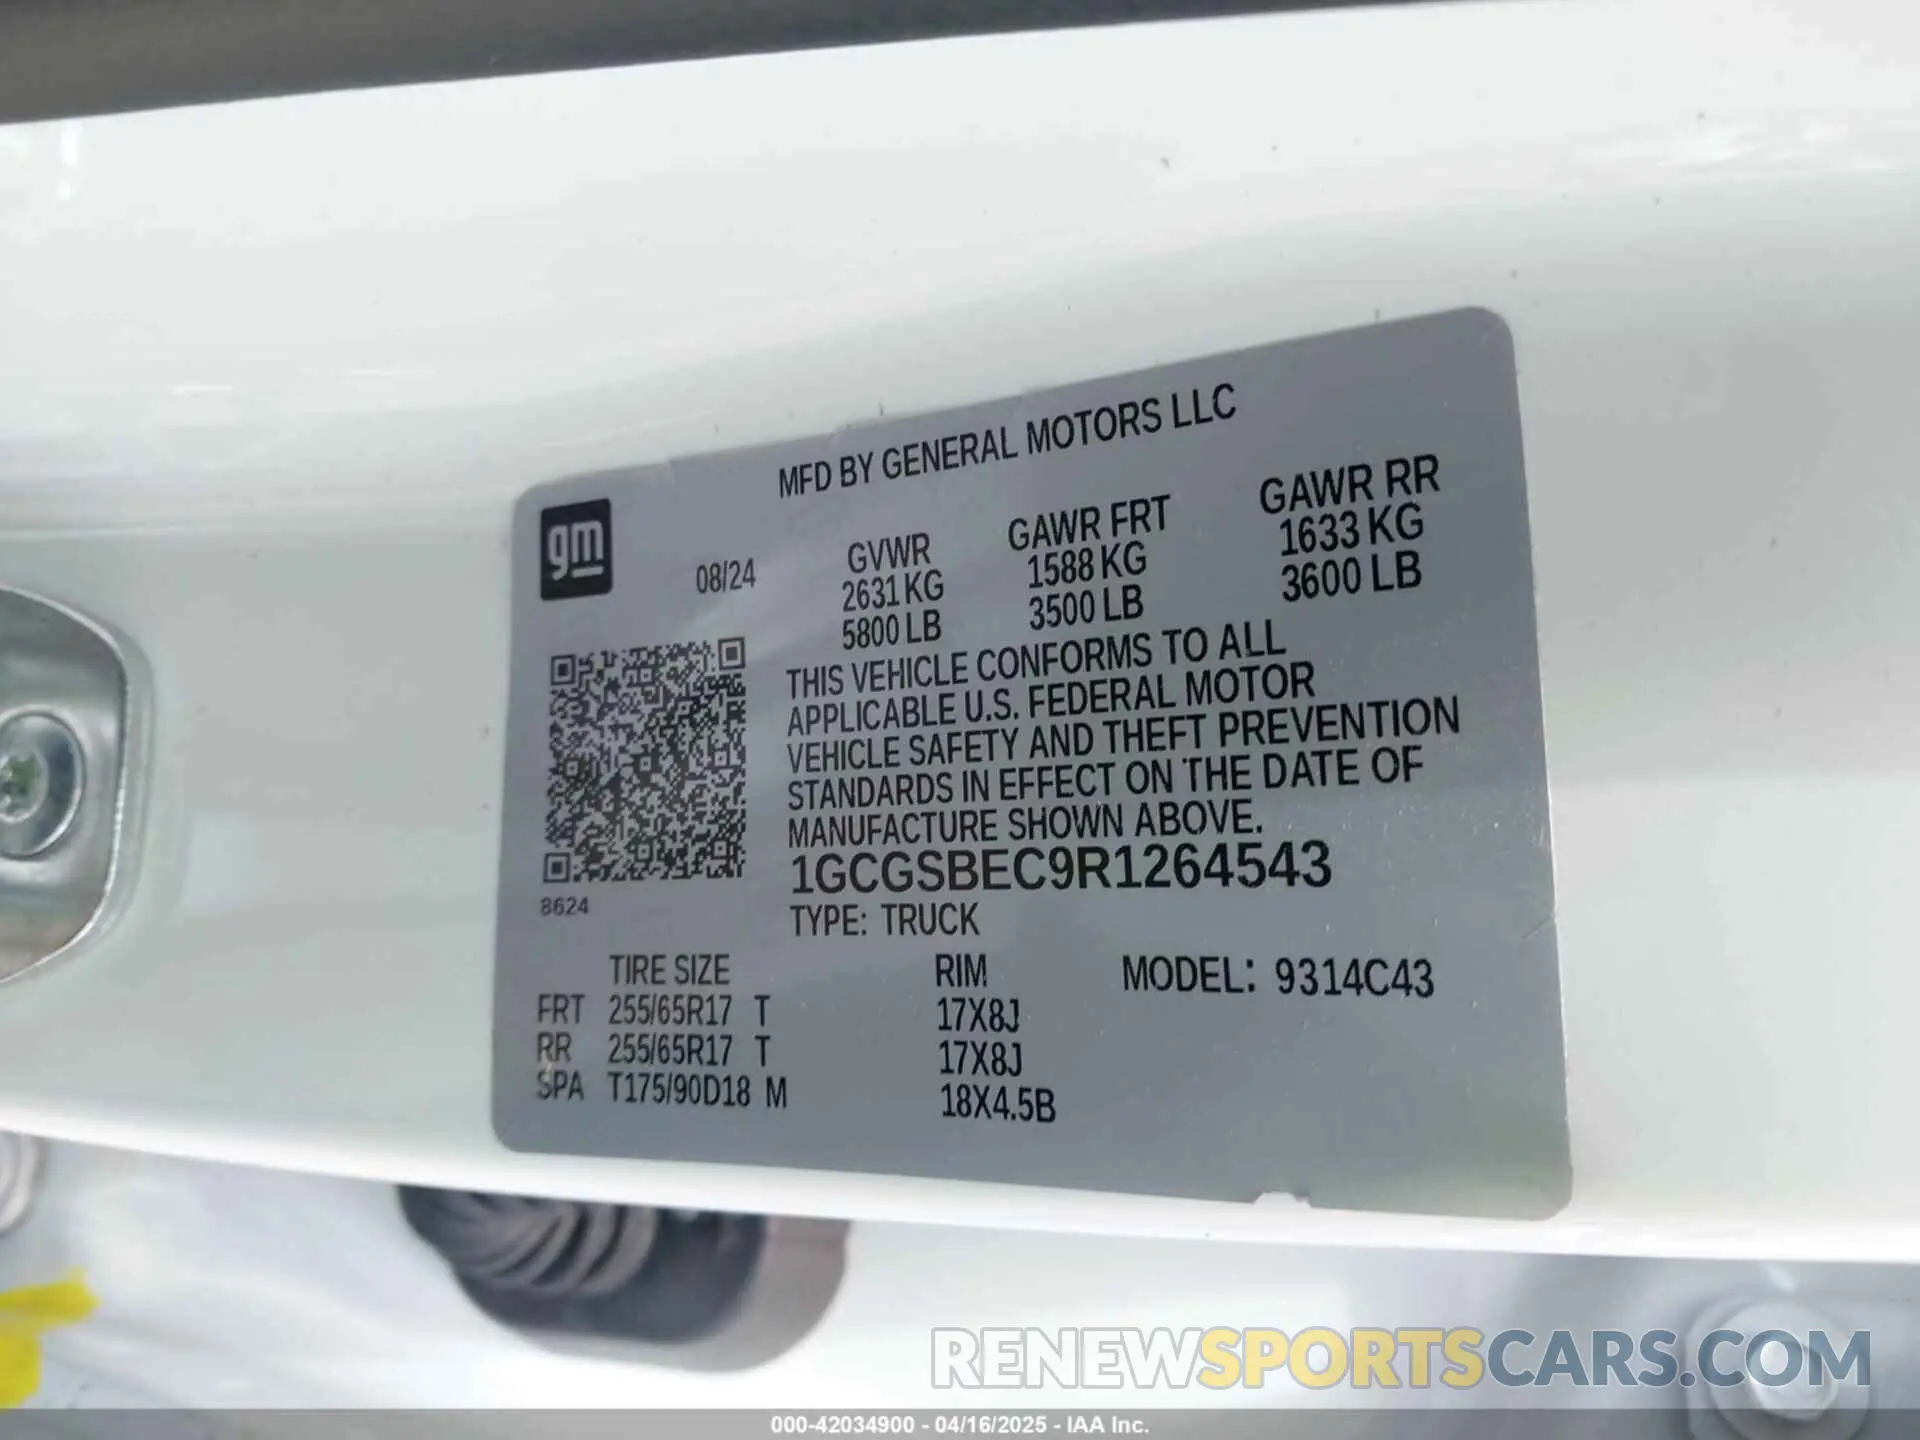 MFD BY GENERAL MOTORS LLC
gm
08/24
GVWR
2631 KG
5800 LB
GAWR FRT
1588 KG
3500 LB
GAWR RR
1633 KG
3600 LB
THIS VEHICLE CONFORMS TO ALL
APPLICABLE U.S. FEDERAL MOTOR
VEHICLE SAFETY AND THEFT PREVENTION
STANDARDS IN EFFECT ON THE DATE OF
MANUFACTURE SHOWN ABOVE.
1GCGSBEC9R1264543
8624
TYPE: TRUCK
TIRE SIZE RIM MODEL: 9314C43
FRT 255/65R17 T 17X8J
RR 255/65R17 T 17X8J
SPA T175/90D18 M 18X4.5B
RENEWSPORTSCARS.COM
000-42034900 - 04/16/2025 - IAA Inc.